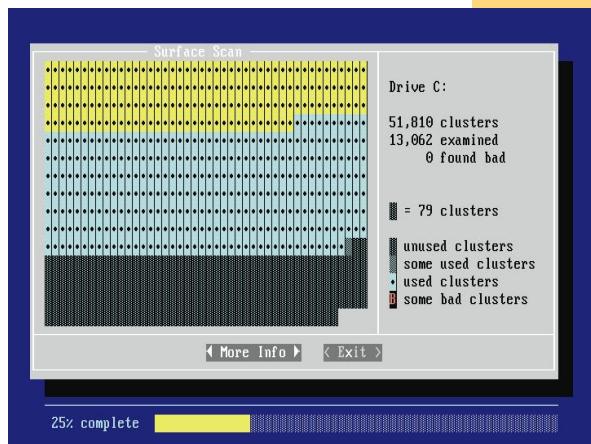 Surface Scan
Drive C:
51,810 clusters
13,062 examined
0 found bad
= 79 clusters
unused clusters
some used clusters
used clusters
B some bad clusters
More Info
< Exit >
25% complete